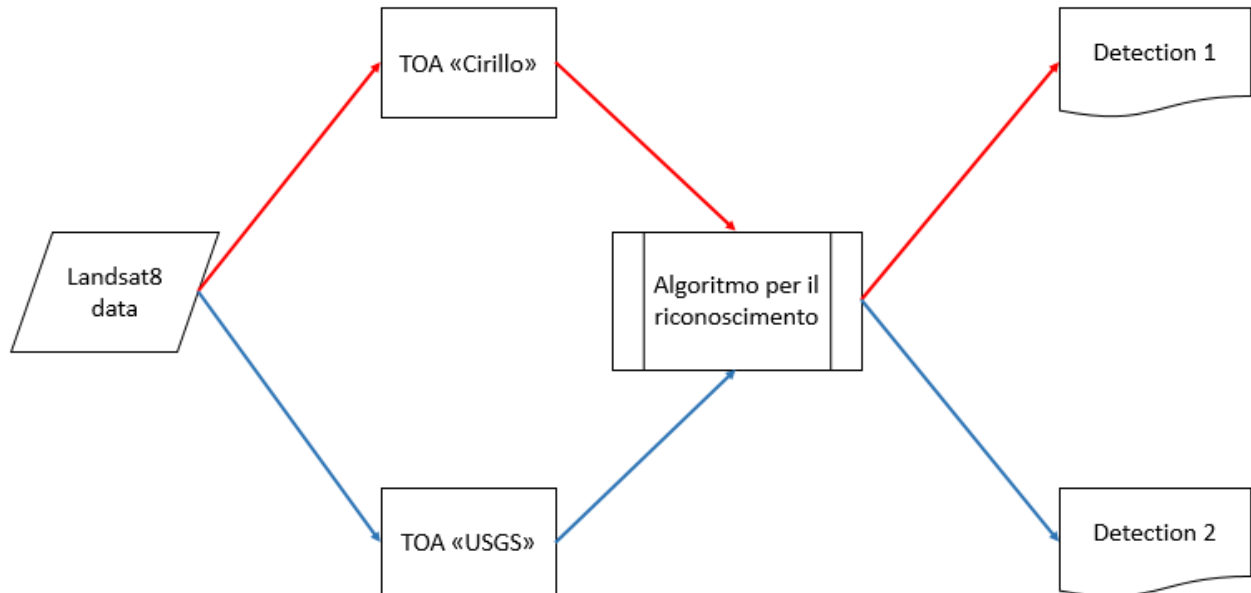 TOA «Cirillo»
Detection 1
Landsat8
data
Algoritmo per il
riconoscimento
TOA «USGS»
Detection 2